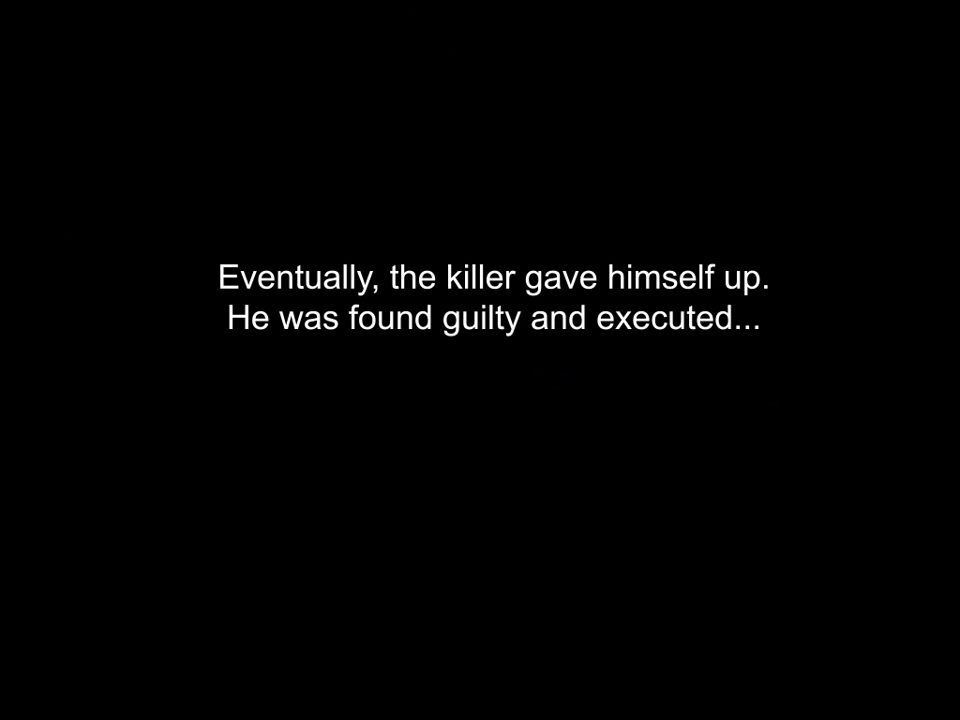 Eventually, the killer gave himself up.
He was found guilty and executed...